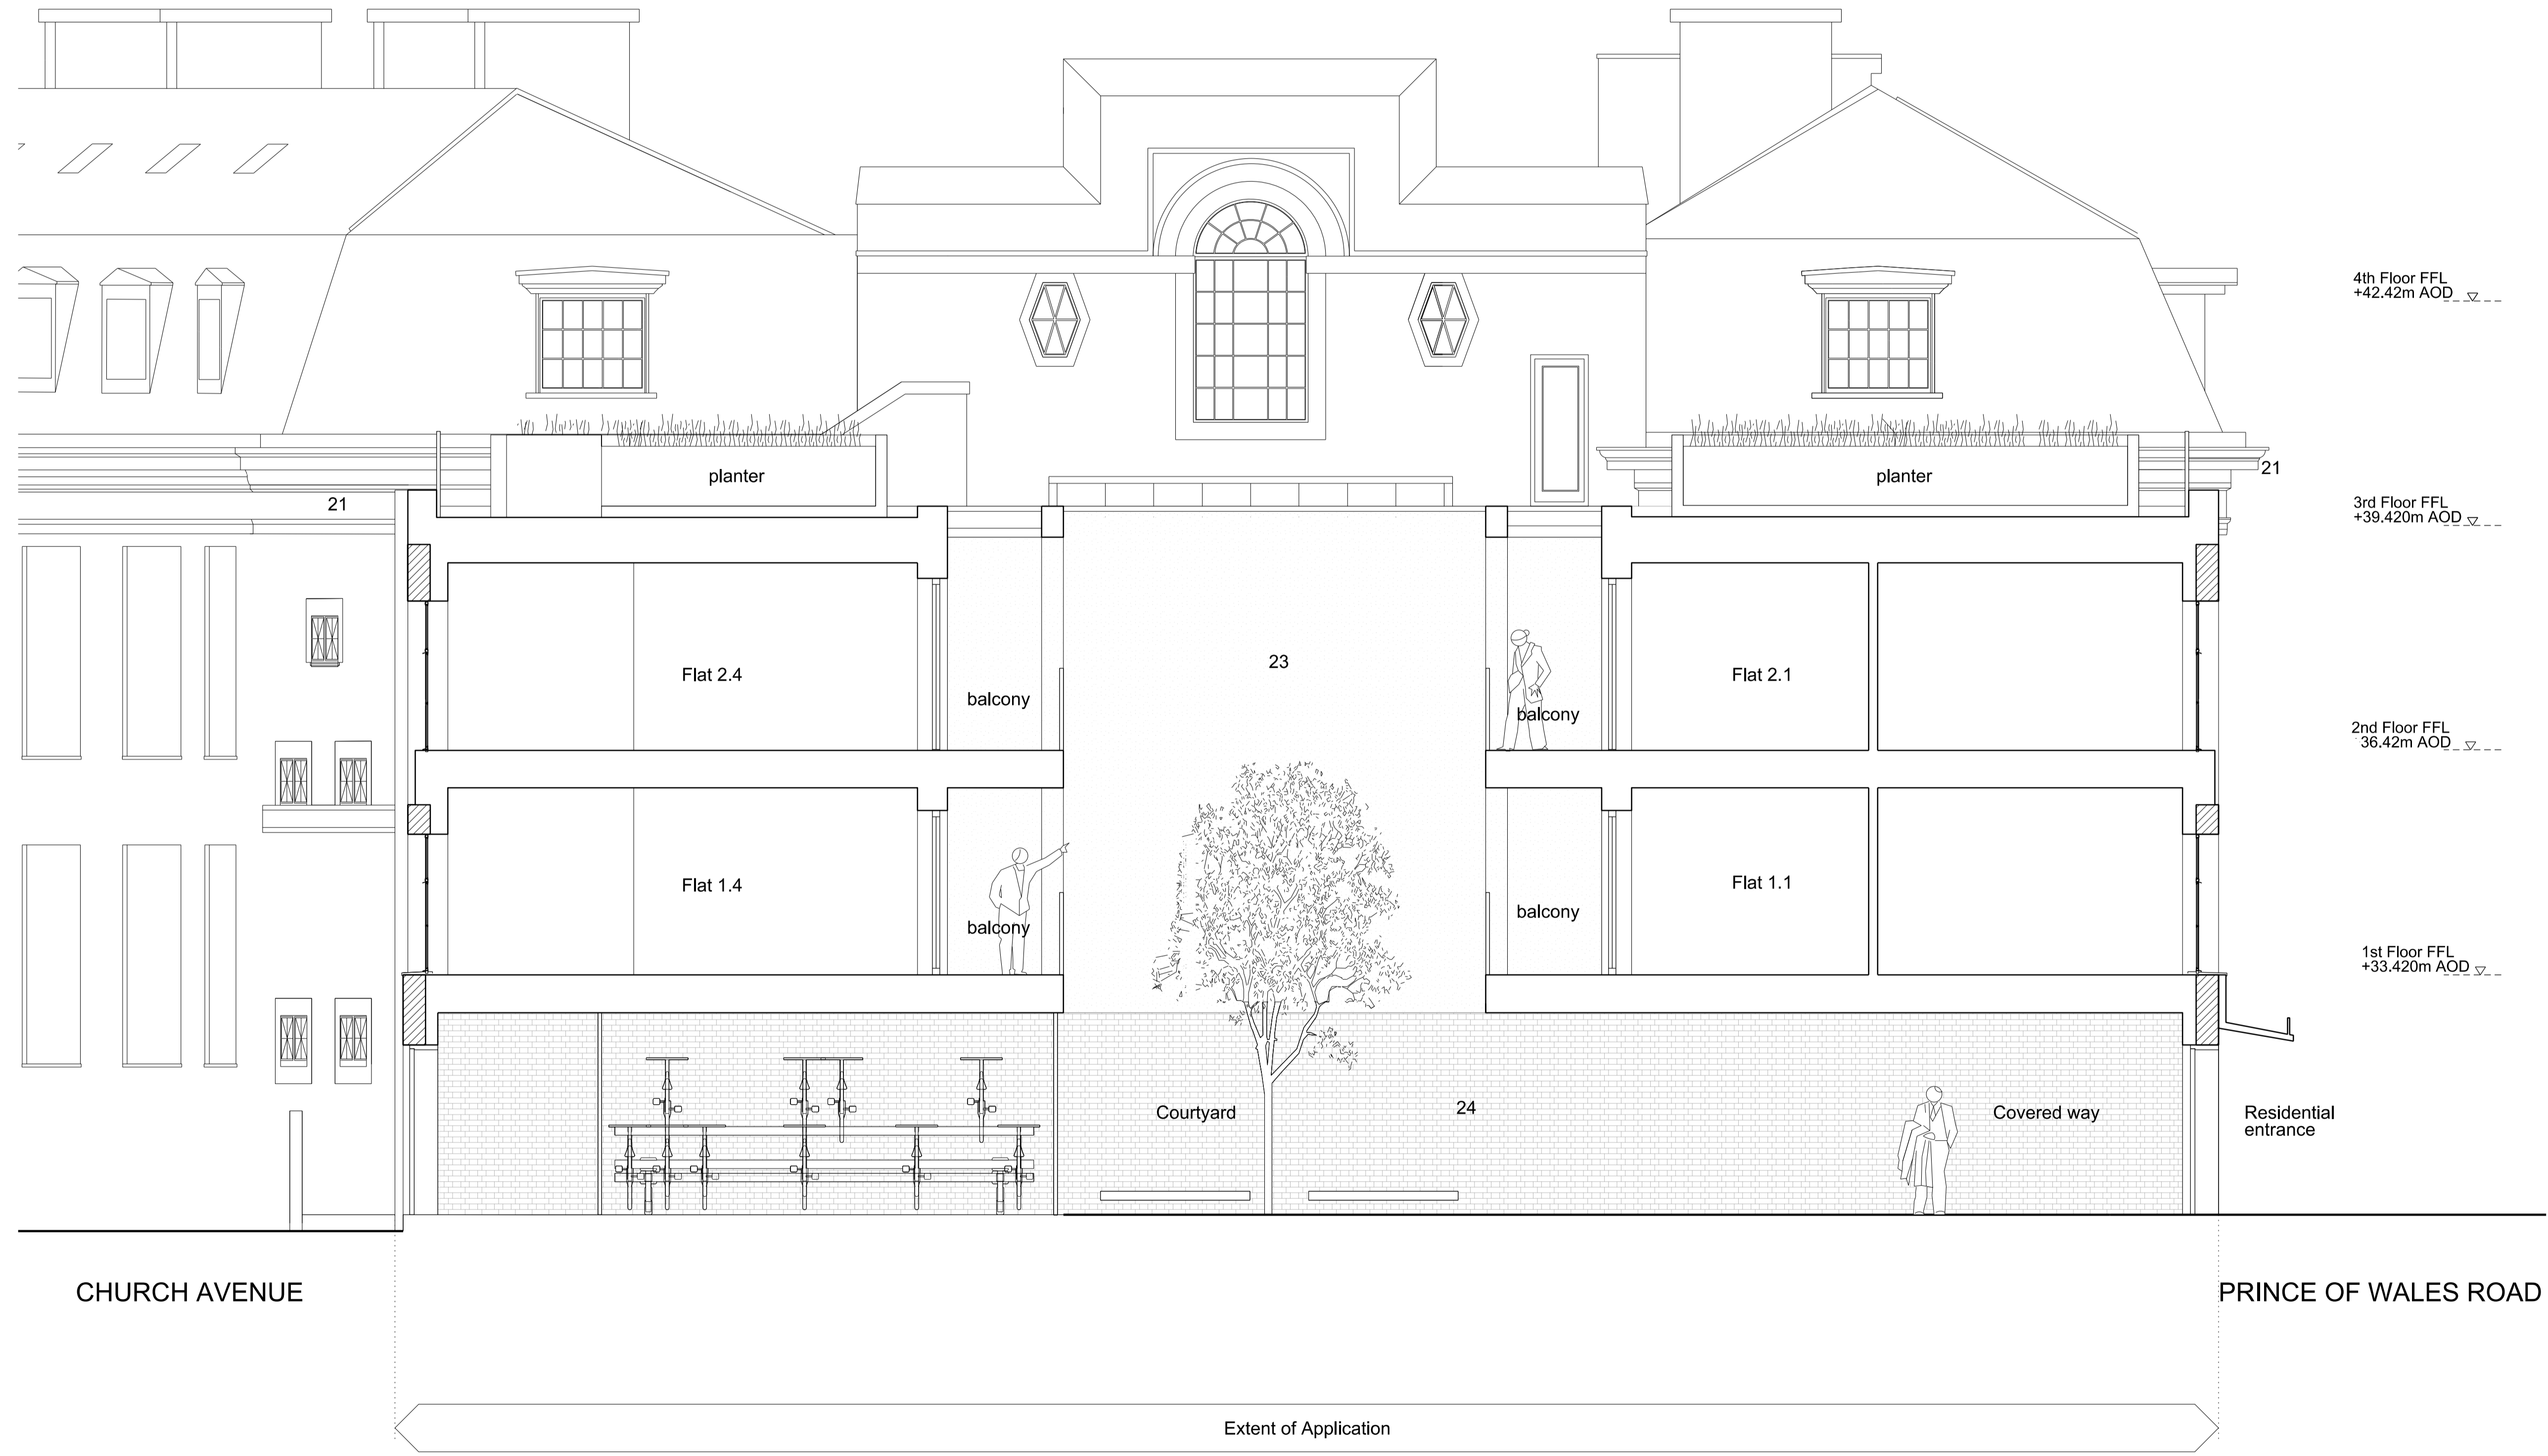 4th Floor FFL
+42.42m AOD
planter
planter
21
21
3rd Floor FFL
+39.420m AOD
23
Flat 2.4
Flat 2.1
balcony
balcony
2nd Floor FFL
36.42m AOD
Flat 1.4
Flat 1.1
balcony
balcony
1st Floor FFL
+33.420m AOD
Courtyard
24
Covered way
Residential
entrance
CHURCH AVENUE
PRINCE OF WALES ROAD
Extent of Application